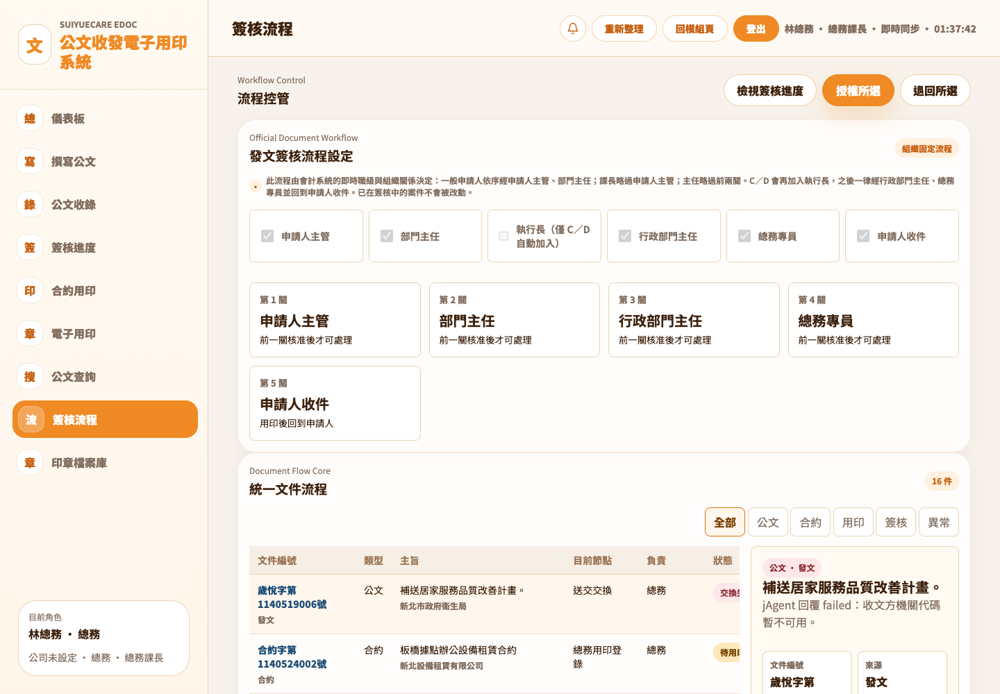 文
SUIYUECARE EDOC
公文收發電子用印
系統
總 儀表板
寫 撰寫公文
錄 公文收錄
簽 簽核進度
印 合約用印
章 電子用印
搜 公文查詢
流 簽核流程
章 印章檔案庫
目前角色
林總務 · 總務
公司未設定 · 總務 · 總務課長
簽核流程
重新整理
回模組頁
登出
林總務 · 總務課長 · 即時同步 · 01:37:42
Workflow Control
流程控管
檢視簽核進度
授權所選
退回所選
Official Document Workflow
發文簽核流程設定
組織固定流程
此流程由會計系統的即時職級與組織關係決定：一般申請人依序經申請人主管、部門主任；課長略過申請人主管；主任略過前兩關。C／D 會再加入執行長，之後一律經行政部門主任、總務
專員並回到申請人收件。已在簽核中的案件不會被改動。
申請人主管
部門主任
執行長（僅 C／D
自動加入）
行政部門主任
總務專員
申請人收件
第 1 關
申請人主管
前一關核准後才可處理
第 2 關
部門主任
前一關核准後才可處理
第 3 關
行政部門主任
前一關核准後才可處理
第 4 關
總務專員
前一關核准後才可處理
第 5 關
申請人收件
用印後回到申請人
Document Flow Core
統一文件流程
16 件
全部 公文 合約 用印 簽核 異常
文件編號 類型 主旨 目前節點 負責 狀態
歲悅字第
1140519006號
發文
公文
補送居家服務品質改善計畫。
新北市政府衛生局
送交交換
總務
交換
合約字第
1140524002號
合約
合約
板橋據點辦公設備租賃合約
新北設備租賃有限公司
總務用印登
錄
總務
待用
公文 · 發文
補送居家服務品質改善計畫。
jAgent 回覆 failed：收文方機關代碼
暫不可用。
文件編號
歲悅字第
來源
發文